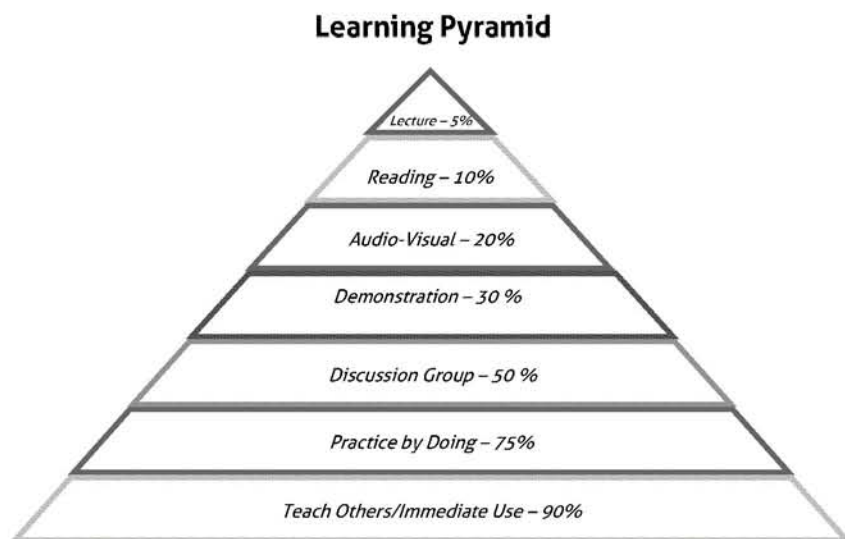 Learning Pyramid
Lecture – 5%
Reading – 10%
Audio-Visual – 20%
Demonstration – 30 %
Discussion Group – 50 %
Practice by Doing – 75%
Teach Others/Immediate Use – 90%